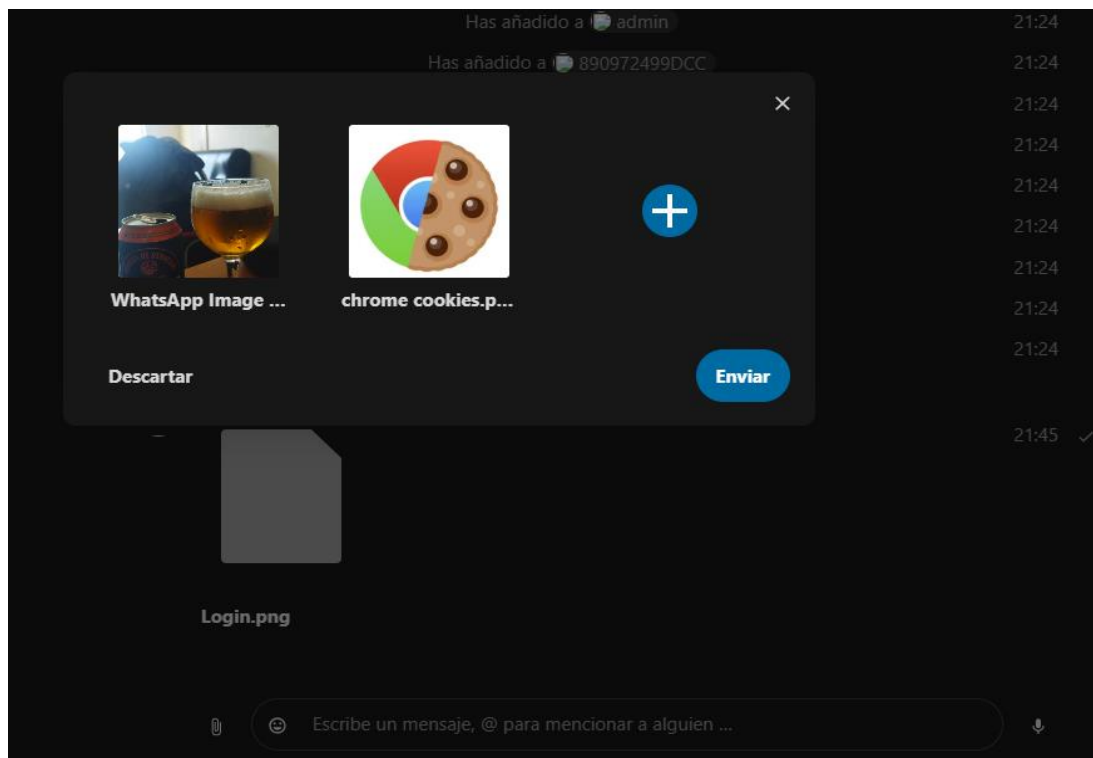 Has añadido a admin 21:24
Has añadido a 890972499DCC 21:24
21:24
21:24
21:24
21:24
21:24
21:24
21:24
WhatsApp Image ...
chrome cookies.p...
Descartar
Enviar
21:45
Login.png
Escribe un mensaje, @ para mencionar a alguien ...